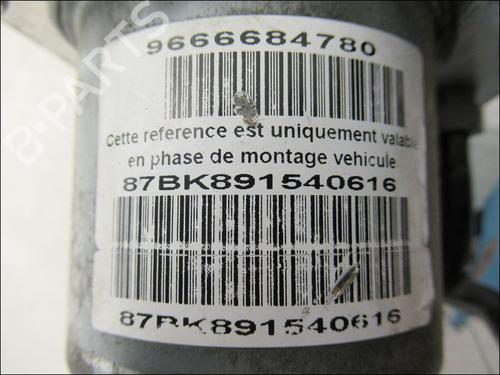 9666684780
Cette reference est uniquement valable
en phase de montage vehicule
87BK891540616
87BK891540616
B-PARTS